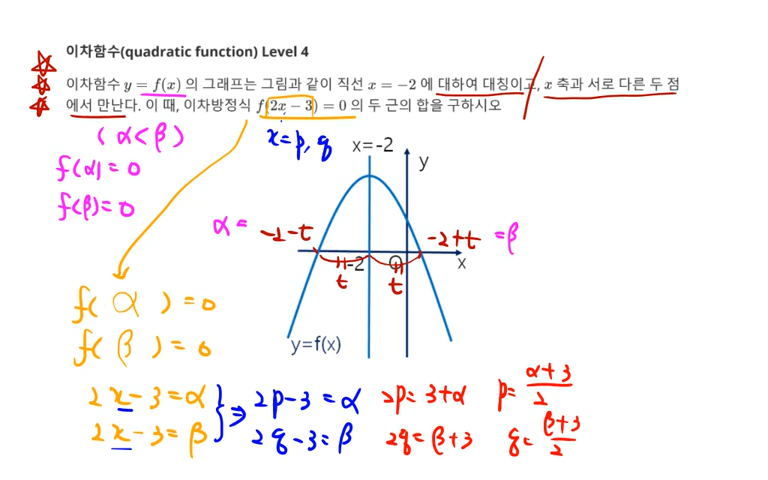 이차함수(quadratic function) Level 4
이차함수 y = f(x) 의 그래프는 그림과 같이 직선 x = −2 에 대하여 대칭이고, x 축과 서로 다른 두 점
에서 만난다. 이 때, 이차방정식 f(2x − 3) = 0 의 두 근의 합을 구하시오
(α<β)
x=p, q
f(α)=0
f(β)=0
x=-2
y
α= -2-t
-2+t =β
-2
O
x
t
t
f( α )=0
f( β )=0
y=f(x)
2x-3=α
2x-3=β
⇒ 2p-3=α
2q-3=β
2p=3+α
2q=β+3
p=α+3/2
q=β+3/2